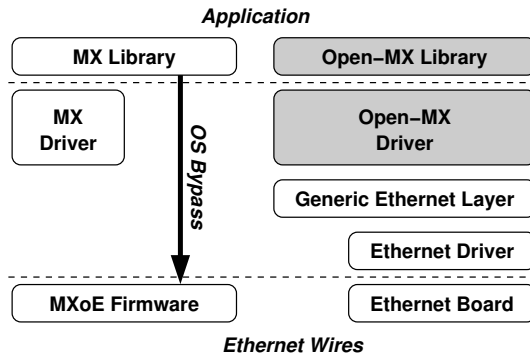 Application
MX Library
Open−MX Library
MX
Driver
OS Bypass
Open−MX
Driver
Generic Ethernet Layer
Ethernet Driver
MXoE Firmware
Ethernet Board
Ethernet Wires